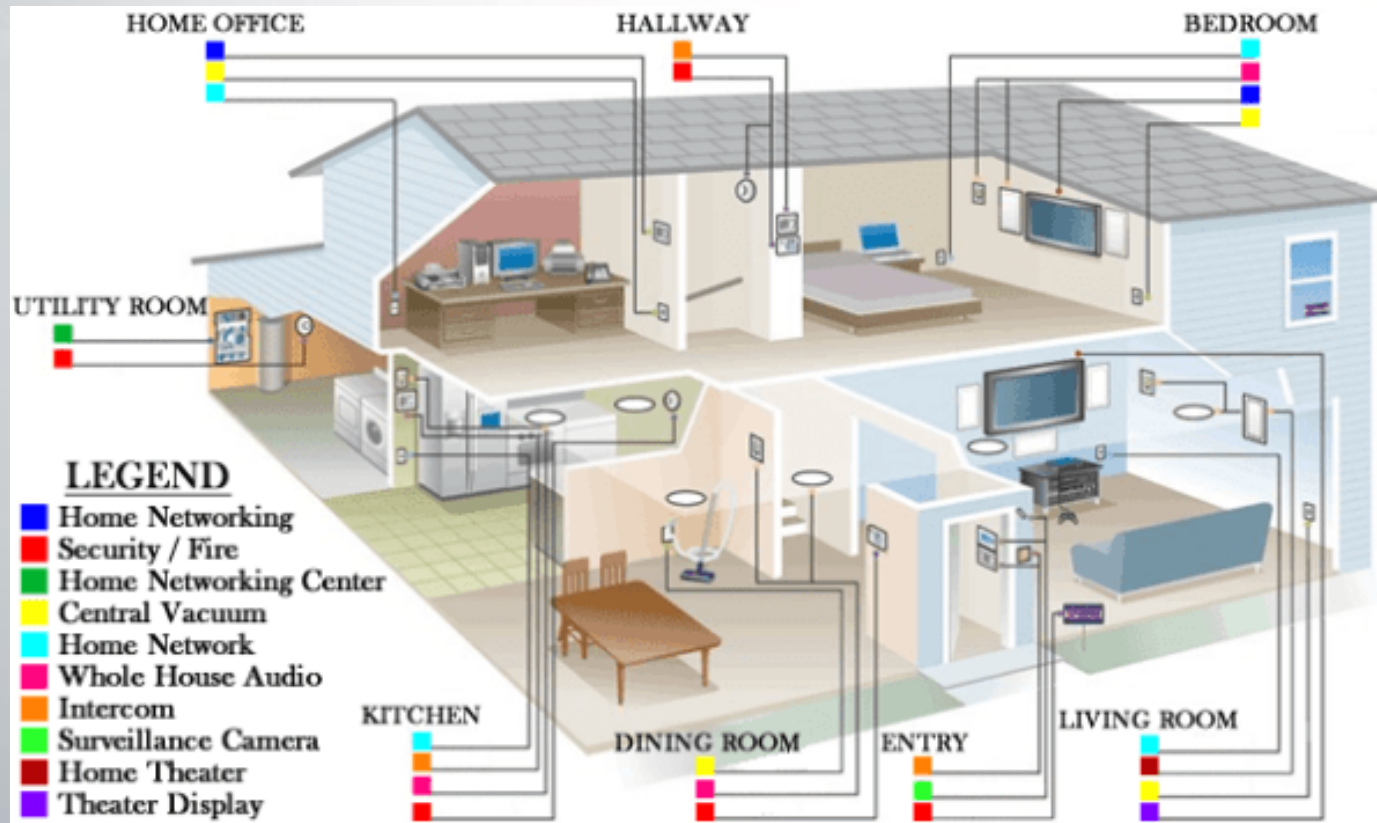 HOME OFFICE
HALLWAY
BEDROOM
UTILITY ROOM
LEGEND
Home Networking
Security / Fire
Home Networking Center
Central Vacuum
Home Network
Whole House Audio
Intercom
Surveillance Camera
Home Theater
Theater Display
KITCHEN
DINING ROOM
ENTRY
LIVING ROOM